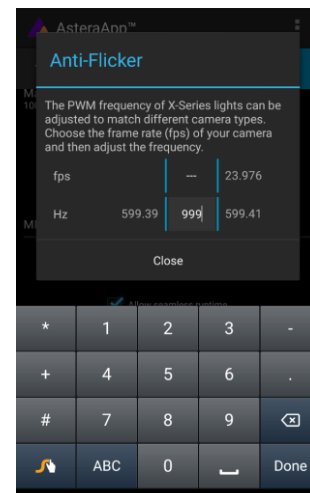 AsteraApp™
Anti-Flicker
The PWM frequency of X-Series lights can be
adjusted to match different camera types.
Choose the frame rate (fps) of your camera
and then adjust the frequency.
fps --- 23.976
Hz 599.39 999 599.41
Close
Allow seamless runtime
* 1 2 3 -
+ 4 5 6 .
# 7 8 9
ABC 0 Done